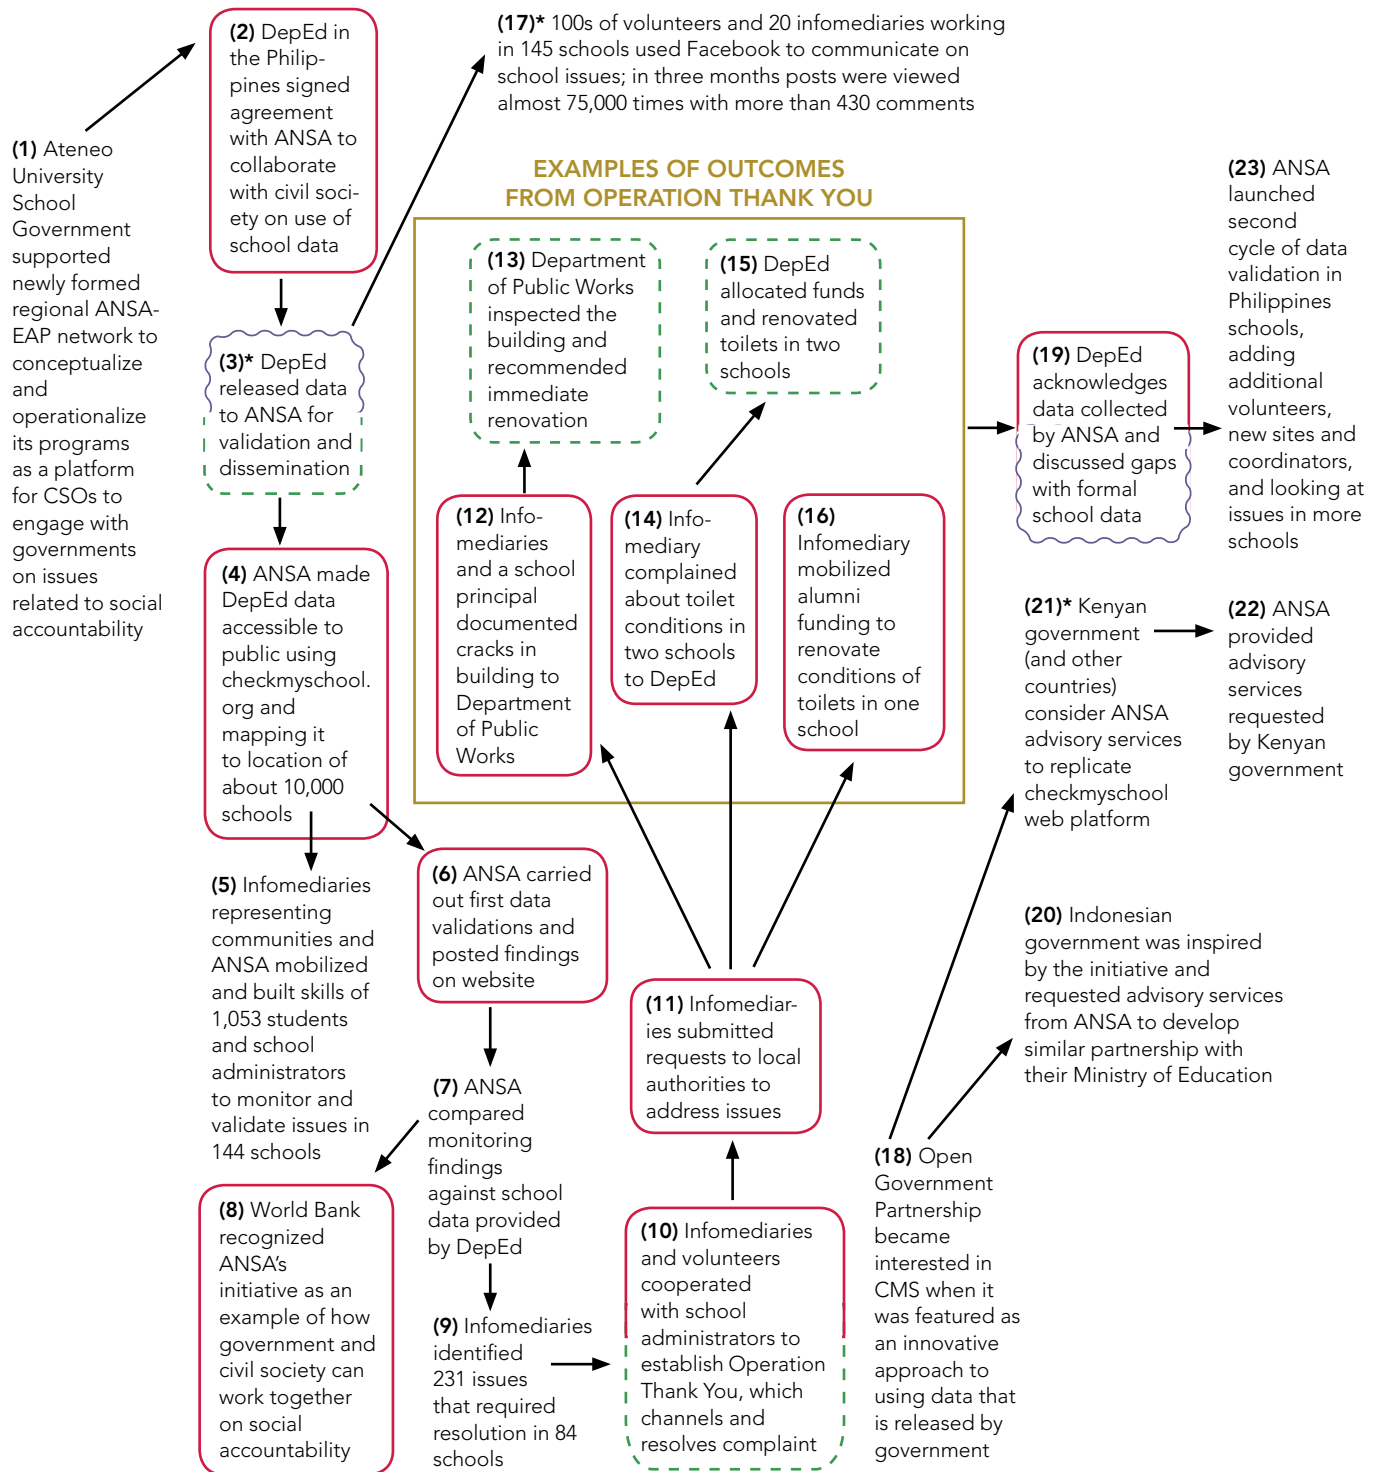 (1) Ateneo
University
School
Government
supported
newly formed
regional ANSA-
EAP network to
conceptualize
and
operationalize
its programs
as a platform
for CSOs to
engage with
governments
on issues
related to social
accountability
(2) DepEd in
the Philip-
pines signed
agreement
with ANSA to
collaborate
with civil soci-
ety on use of
school data
(3)* DepEd
released data
to ANSA for
validation and
dissemination
(4) ANSA made
DepEd data
accessible to
public using
checkmyschool.
org and
mapping it
to location of
about 10,000
schools
(5) Infomediaries
representing
communities and
ANSA mobilized
and built skills of
1,053 students
and school
administrators
to monitor and
validate issues in
144 schools
(6) ANSA carried
out first data
validations and
posted findings
on website
(7) ANSA
compared
monitoring
findings
against school
data provided
by DepEd
(8) World Bank
recognized
ANSA's
initiative as an
example of how
government and
civil society can
work together
on social
accountability
(9) Infomediaries
identified
231 issues
that required
resolution in 84
schools
(10) Infomediaries
and volunteers
cooperated
with school
administrators to
establish Operation
Thank You, which
channels and
resolves complaint
(11) Infomediar-
ies submitted
requests to local
authorities to
address issues
EXAMPLES OF OUTCOMES
FROM OPERATION THANK YOU
(12) Info-
mediaries
and a school
principal
documented
cracks in
building to
Department
of Public
Works
(13) Department
of Public Works
inspected the
building and
recommended
immediate
renovation
(14) Info-
mediary
complained
about toilet
conditions in
two schools
to DepEd
(15) DepEd
allocated funds
and renovated
toilets in two
schools
(16)
Infomediary
mobilized
alumni
funding to
renovate
conditions of
toilets in one
school
(17)* 100s of volunteers and 20 infomediaries working
in 145 schools used Facebook to communicate on
school issues; in three months posts were viewed
almost 75,000 times with more than 430 comments
(18) Open
Government
Partnership
became
interested in
CMS when it
was featured as
an innovative
approach to
using data that
is released by
government
(19) DepEd
acknowledges
data collected
by ANSA and
discussed gaps
with formal
school data
(20) Indonesian
government was inspired
by the initiative and
requested advisory services
from ANSA to develop
similar partnership with
their Ministry of Education
(21)* Kenyan
government
(and other
countries)
consider ANSA
advisory services
to replicate
checkmyschool
web platform
(22) ANSA
provided
advisory
services
requested
by Kenyan
government
(23) ANSA
launched
second
cycle of data
validation in
Philippines
schools,
adding
additional
volunteers,
new sites and
coordinators,
and looking at
issues in more
schools